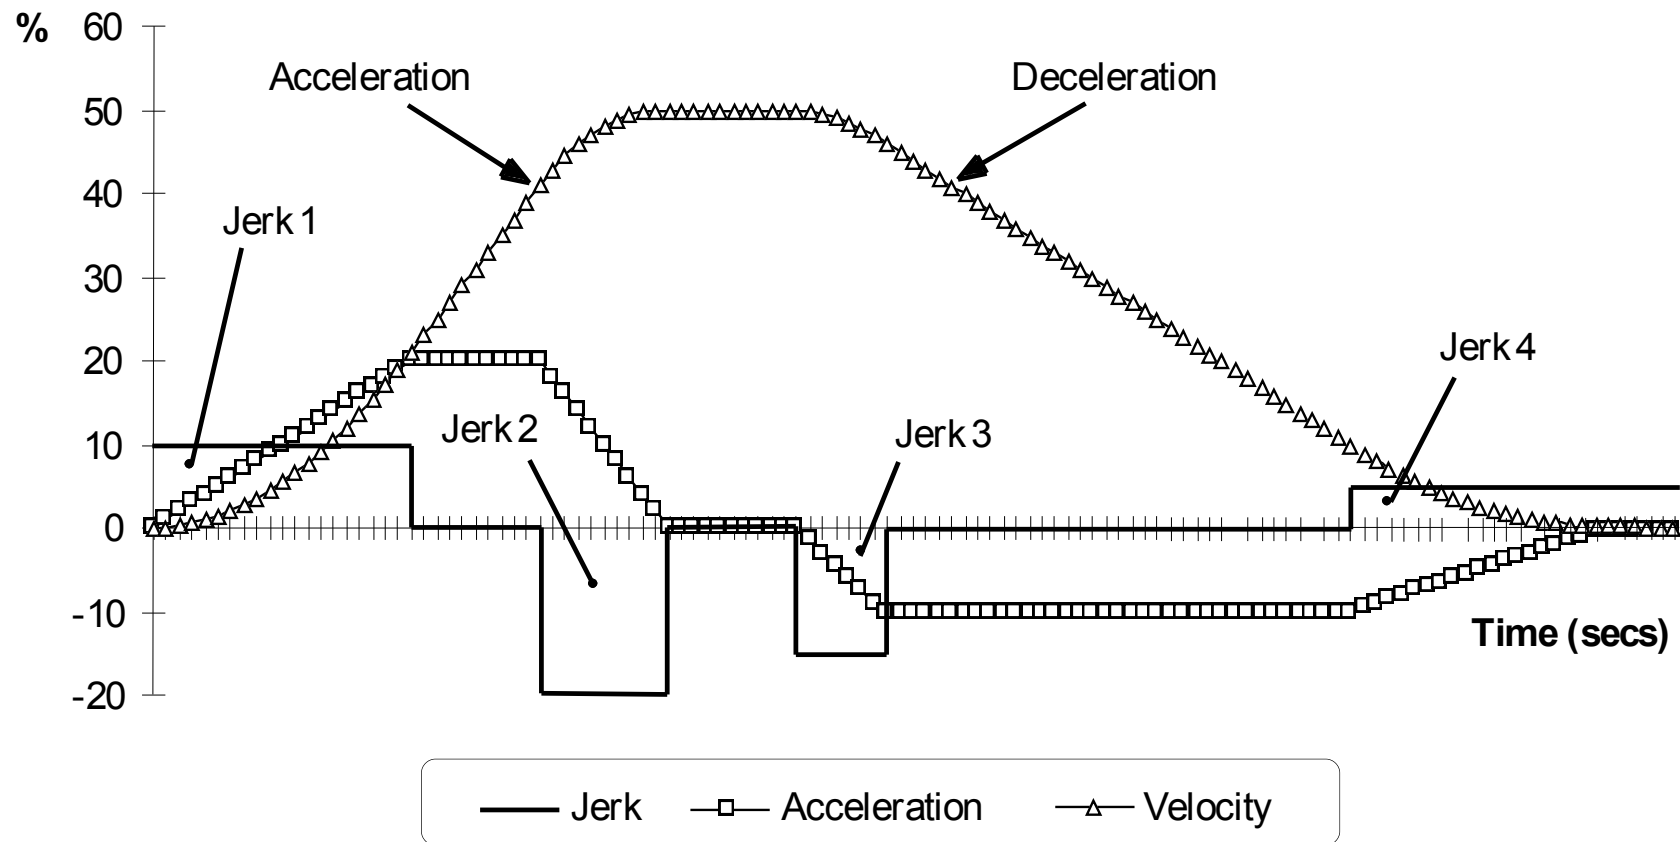 % 60
Acceleration
Deceleration
50
40
Jerk 1
30
Jerk 4
20
Jerk 2
Jerk 3
10
0
-10
Time (secs)
-20
Jerk Acceleration Velocity